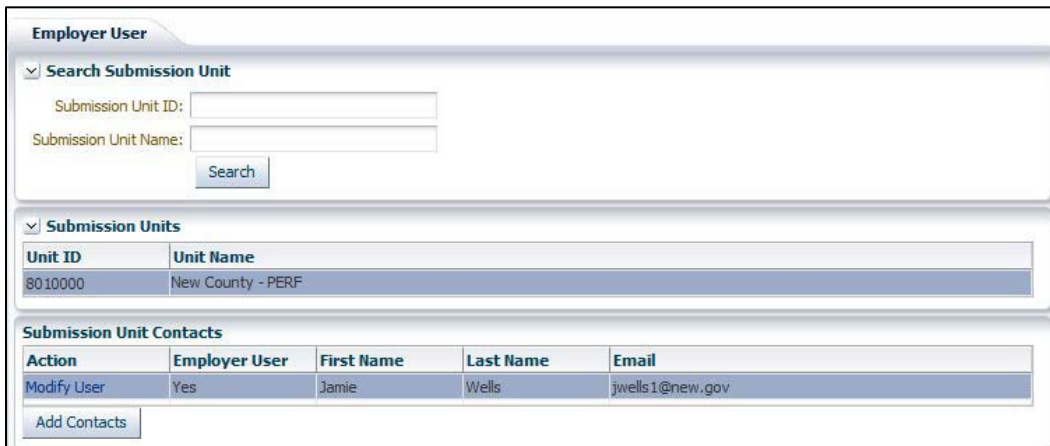 Employer User
Search Submission Unit
Submission Unit ID:
Submission Unit Name:
Search
Submission Units
Unit ID Unit Name
8010000 New County - PERF
Submission Unit Contacts
Action Employer User First Name Last Name Email
Modify User Yes Jamie Wells jwells1@new.gov
Add Contacts